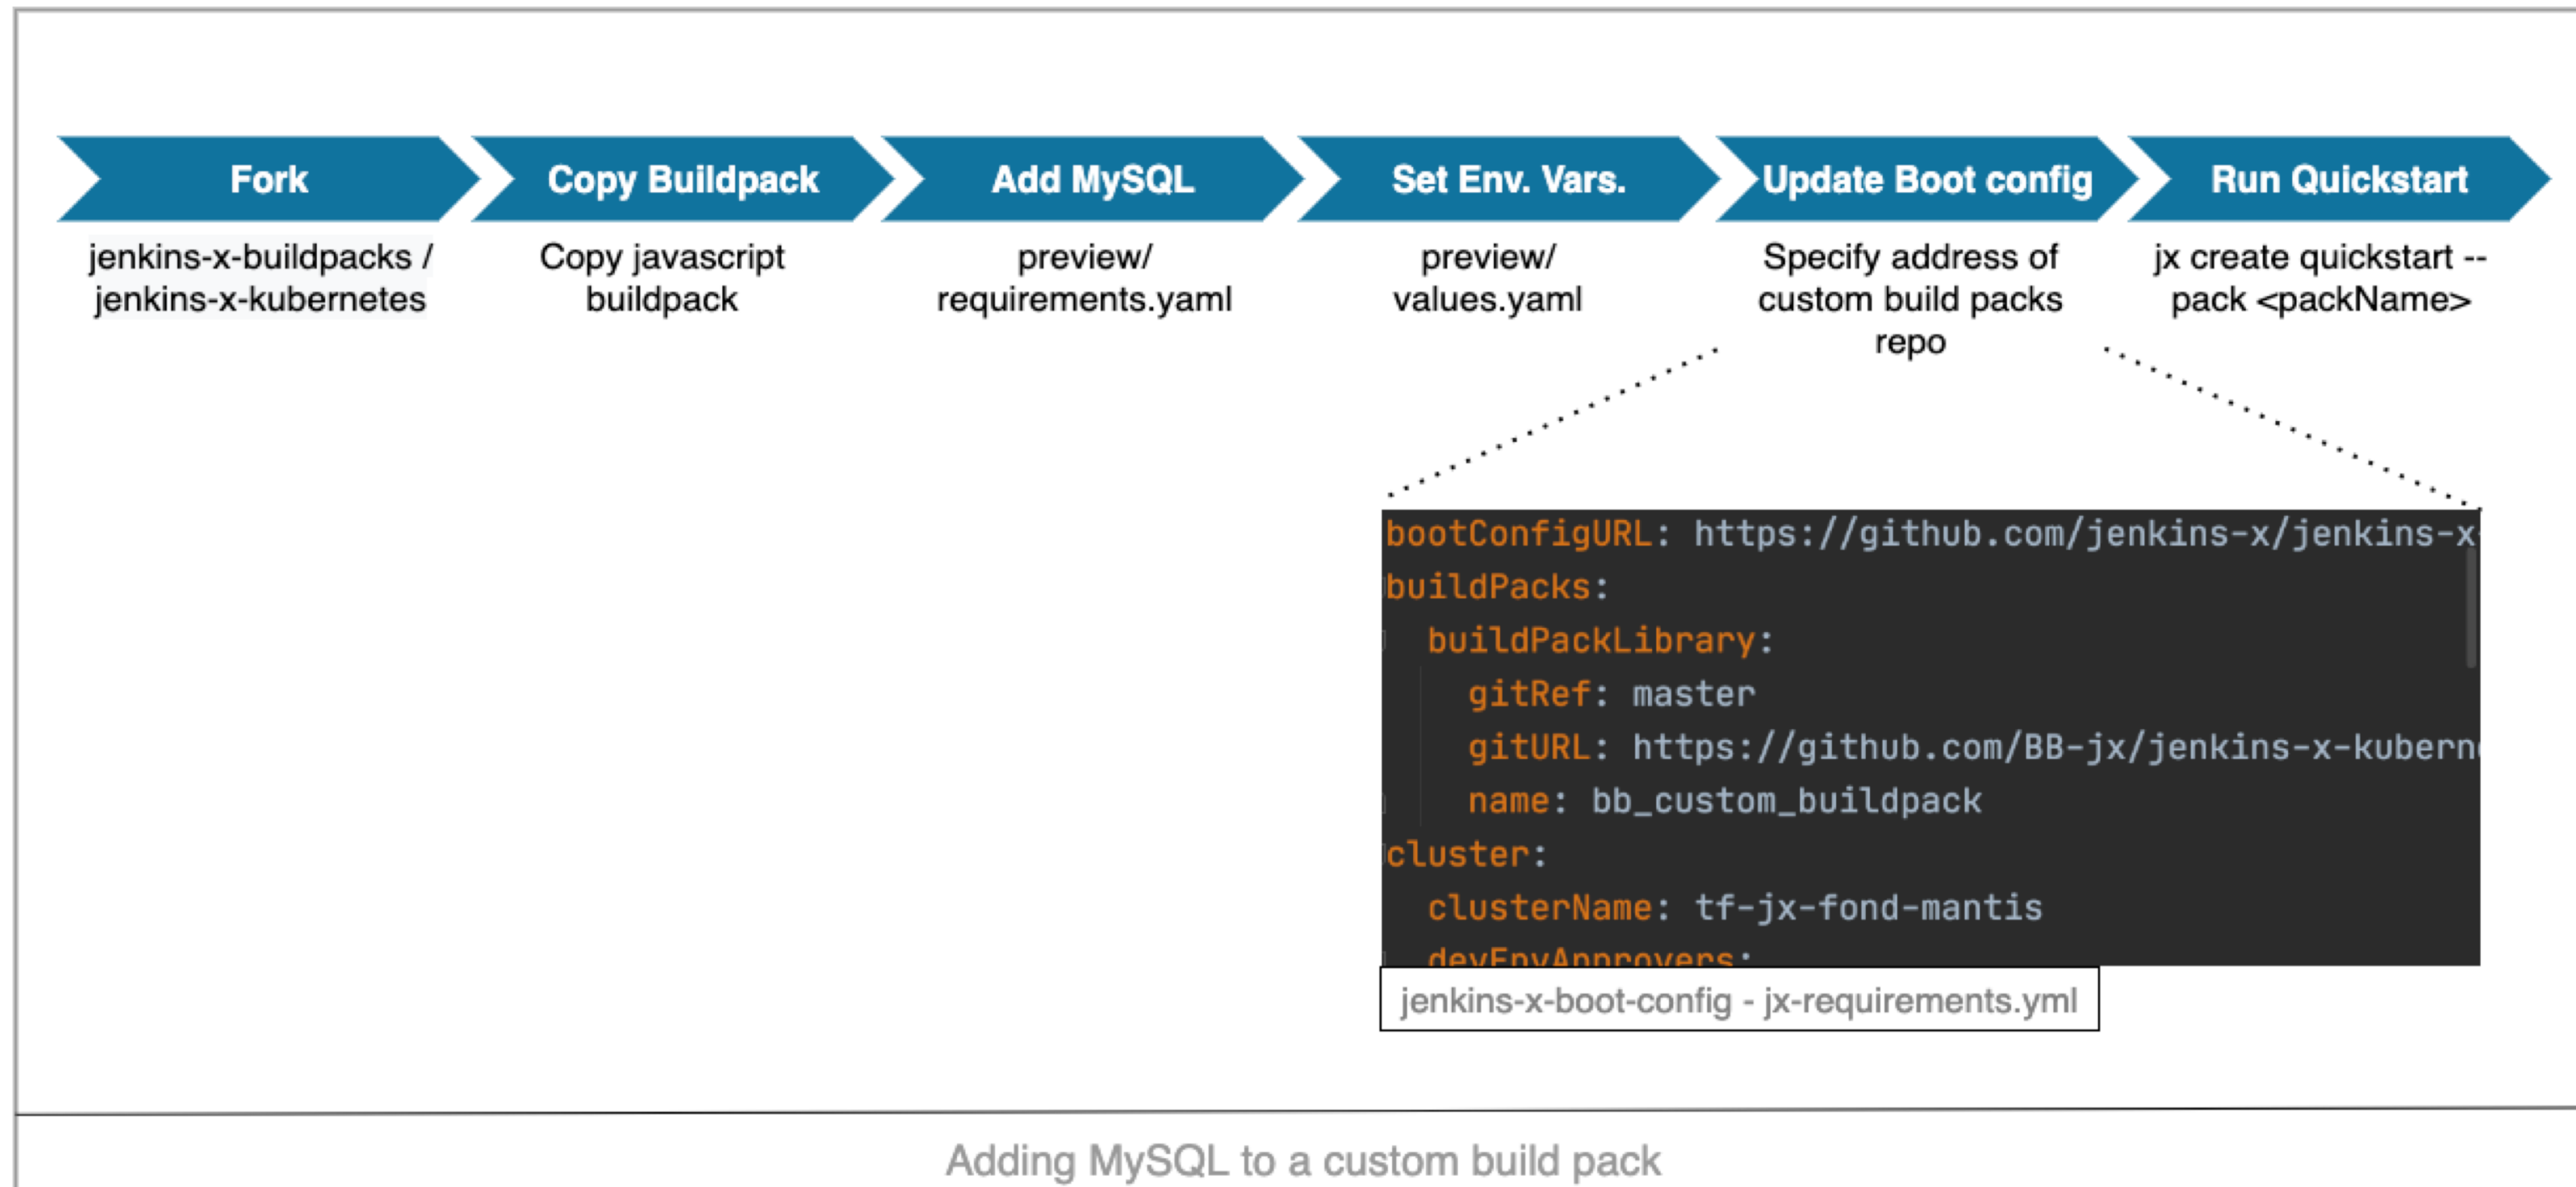 Fork
Copy Buildpack
Add MySQL
Set Env. Vars.
Update Boot config
Run Quickstart
jenkins-x-buildpacks /
jenkins-x-kubernetes
Copy javascript
buildpack
preview/
requirements.yaml
preview/
values.yaml
Specify address of
custom build packs
repo
jx create quickstart --
pack <packName>
bootConfigURL: https://github.com/jenkins-x/jenkins-x-
buildPacks:
buildPackLibrary:
gitRef: master
gitURL: https://github.com/BB-jx/jenkins-x-kuberne
name: bb_custom_buildpack
cluster:
clusterName: tf-jx-fond-mantis
devEnvApprovers:
jenkins-x-boot-config - jx-requirements.yml
Adding MySQL to a custom build pack